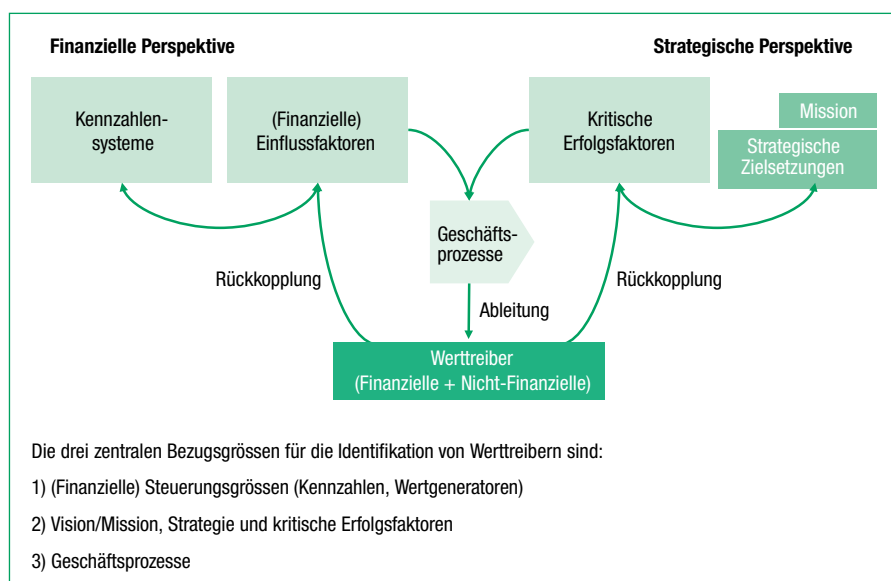 Finanzielle Perspektive
Strategische Perspektive
Kennzahlen-
systeme
(Finanzielle)
Einflussfaktoren
Kritische
Erfolgsfaktoren
Mission
Strategische
Zielsetzungen
Geschäfts-
prozesse
Rückkopplung
Ableitung
Rückkopplung
Werttreiber
(Finanzielle + Nicht-Finanzielle)
Die drei zentralen Bezugsgrössen für die Identifikation von Werttreibern sind:
1) (Finanzielle) Steuerungsgrössen (Kennzahlen, Wertgeneratoren)
2) Vision/Mission, Strategie und kritische Erfolgsfaktoren
3) Geschäftsprozesse